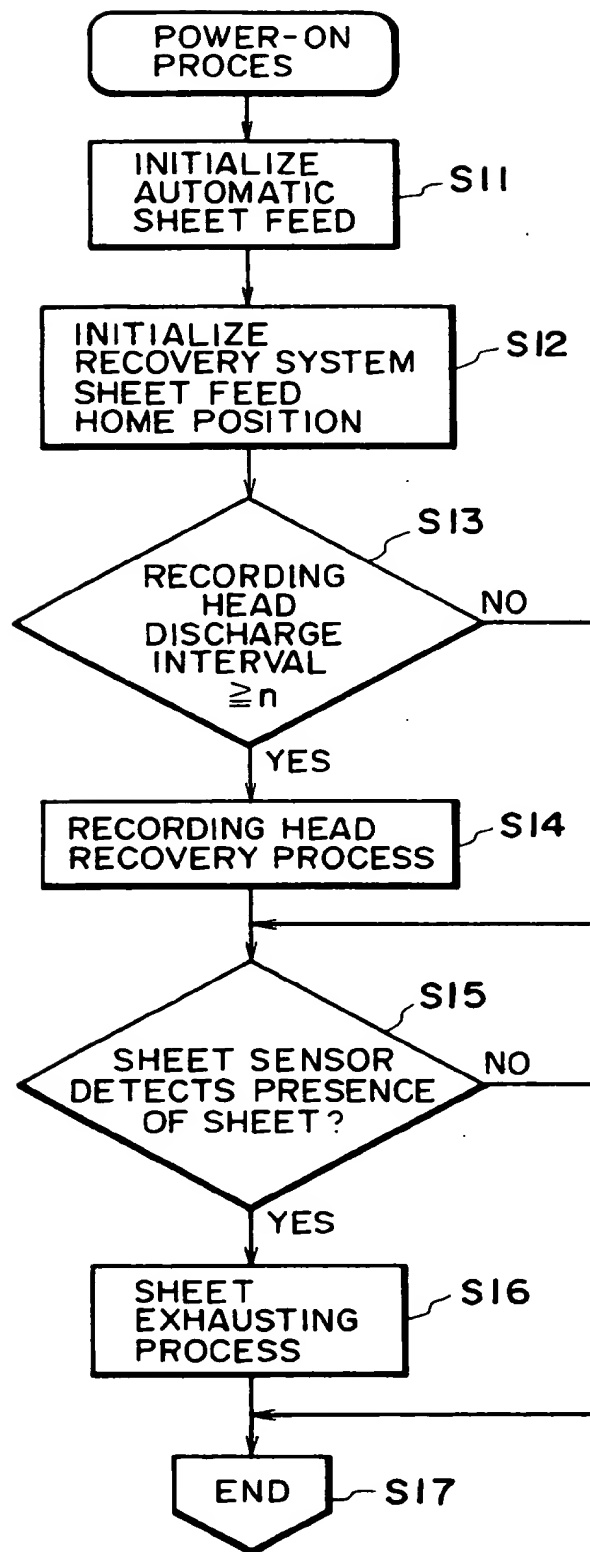 POWER-ON
PROCES
INITIALIZE
AUTOMATIC
SHEET FEED
S11
INITIALIZE
RECOVERY SYSTEM
SHEET FEED
HOME POSITION
S12
S13
RECORDING
HEAD
DISCHARGE
INTERVAL
≧n
NO
YES
RECORDING HEAD
RECOVERY PROCESS
S14
S15
SHEET SENSOR
DETECTS PRESENCE
OF SHEET?
NO
YES
SHEET
EXHAUSTING
PROCESS
S16
END
S17